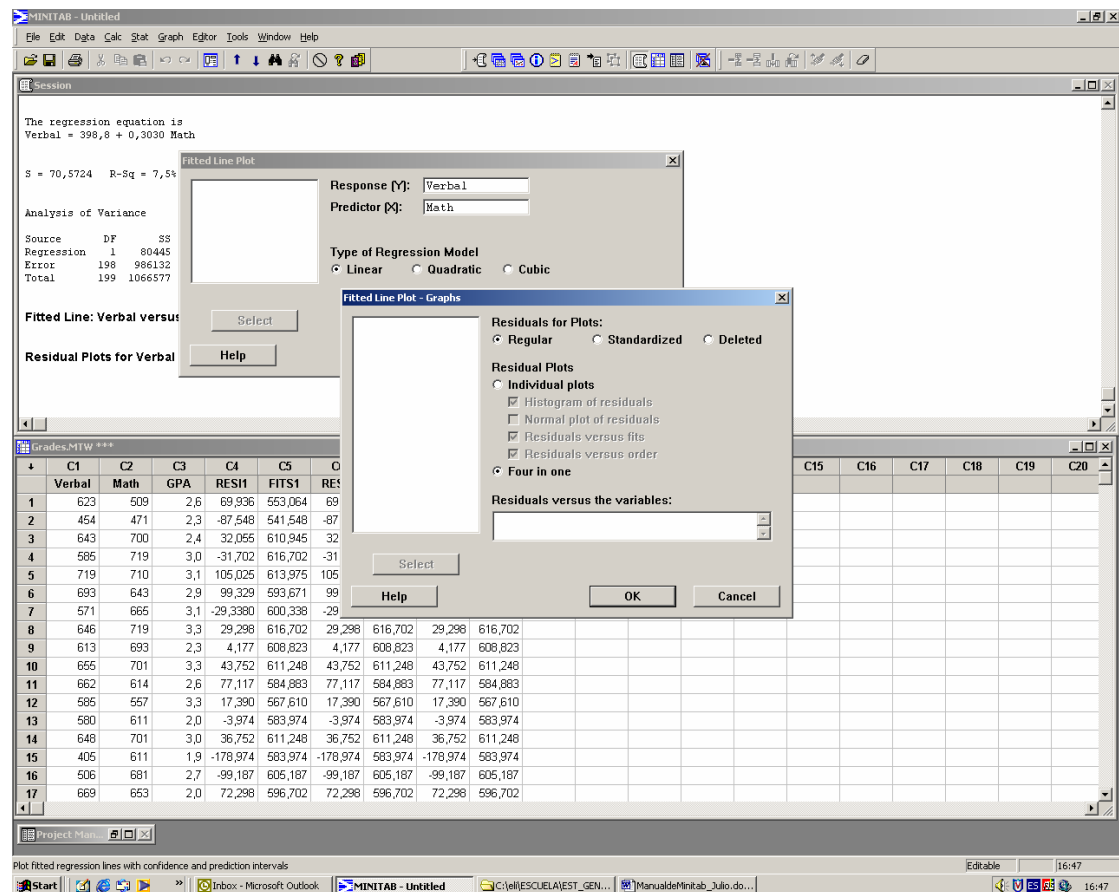 MINITAB - Untitled
File Edit Data Calc Stat Graph Editor Tools Window Help
Session
The regression equation is
Verbal = 398,8 + 0,3030 Math
S = 70,5724 R-Sq = 7,5%
Analysis of Variance
Source DF SS
Regression 1 80445
Error 198 986132
Total 199 1066577
Fitted Line: Verbal versus
Residual Plots for Verbal
Fitted Line Plot
Response (Y): Verbal
Predictor (X): Math
Type of Regression Model
Linear Quadratic Cubic
Select
Help
Fitted Line Plot - Graphs
Residuals for Plots:
Regular Standardized Deleted
Residual Plots
Individual plots
Histogram of residuals
Normal plot of residuals
Residuals versus fits
Residuals versus order
Four in one
Residuals versus the variables:
Select
Help OK Cancel
Grades.MTW ***
C1 C2 C3 C4 C5 C15 C16 C17 C18 C19 C20
Verbal Math GPA RESI1 FITS1 RES
1 623 509 2,6 69,936 553,064 69
2 454 471 2,3 -87,548 541,548 -87
3 643 700 2,4 32,055 610,945 32
4 585 719 3,0 -31,702 616,702 -31
5 719 710 3,1 105,025 613,975 105
6 693 643 2,9 99,329 593,671 99
7 571 665 3,1 -29,3380 600,338 -29
8 646 719 3,3 29,298 616,702 29,298 616,702 29,298 616,702
9 613 693 2,3 4,177 608,823 4,177 608,823 4,177 608,823
10 655 701 3,3 43,752 611,248 43,752 611,248 43,752 611,248
11 662 614 2,6 77,117 584,883 77,117 584,883 77,117 584,883
12 585 557 3,3 17,390 567,610 17,390 567,610 17,390 567,610
13 580 611 2,0 -3,974 583,974 -3,974 583,974 -3,974 583,974
14 648 701 3,0 36,752 611,248 36,752 611,248 36,752 611,248
15 405 611 1,9 -178,974 583,974 -178,974 583,974 -178,974 583,974
16 506 681 2,7 -99,187 605,187 -99,187 605,187 -99,187 605,187
17 669 653 2,0 72,298 596,702 72,298 596,702 72,298 596,702
Project Man...
Plot fitted regression lines with confidence and prediction intervals Editable 16:47
Start » Inbox - Microsoft Outlook MINITAB - Untitled C:\eli\ESCUELA\EST_GEN... ManualdeMinitab_Julio.do... ES 16:47